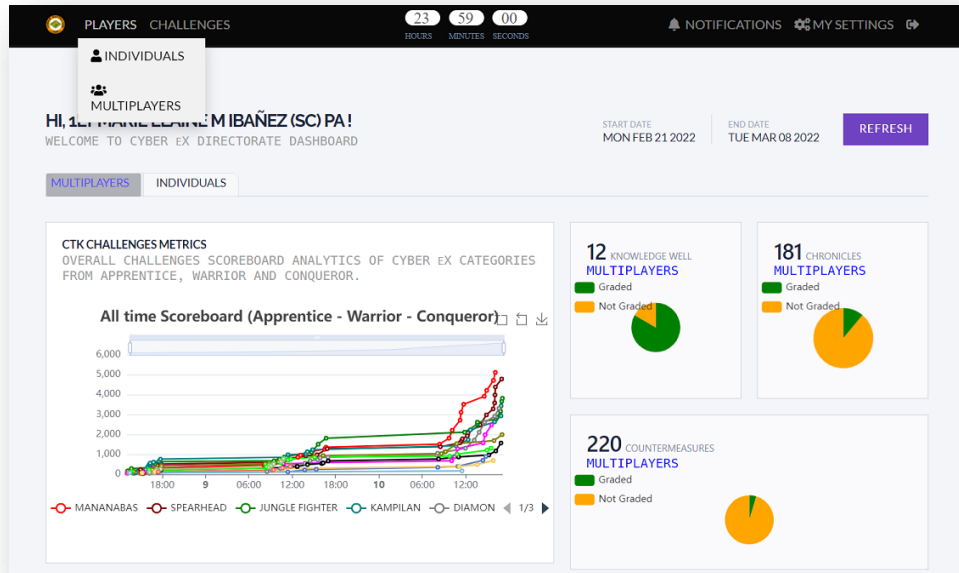 PLAYERS CHALLENGES
23 59 00
HOURS MINUTES SECONDS
NOTIFICATIONS MY SETTINGS
INDIVIDUALS
MULTIPLAYERS
HI, M IBAÑEZ (SC) PA !
WELCOME TO CYBER EX DIRECTORATE DASHBOARD
START DATE
MON FEB 21 2022
END DATE
TUE MAR 08 2022
REFRESH
MULTIPLAYERS INDIVIDUALS
CTK CHALLENGES METRICS
OVERALL CHALLENGES SCOREBOARD ANALYTICS OF CYBER EX CATEGORIES
FROM APPRENTICE, WARRIOR AND CONQUEROR.
All time Scoreboard (Apprentice - Warrior - Conqueror)
6,000
5,000
4,000
3,000
2,000
1,000
0
18:00 9 06:00 12:00 18:00 10 06:00 12:00
MANANABAS SPEARHEAD JUNGLE FIGHTER KAMPILAN DIAMON 1/3
12 KNOWLEDGE WELL
MULTIPLAYERS
Graded
Not Graded
181 CHRONICLES
MULTIPLAYERS
Graded
Not Graded
220 COUNTERMEASURES
MULTIPLAYERS
Graded
Not Graded